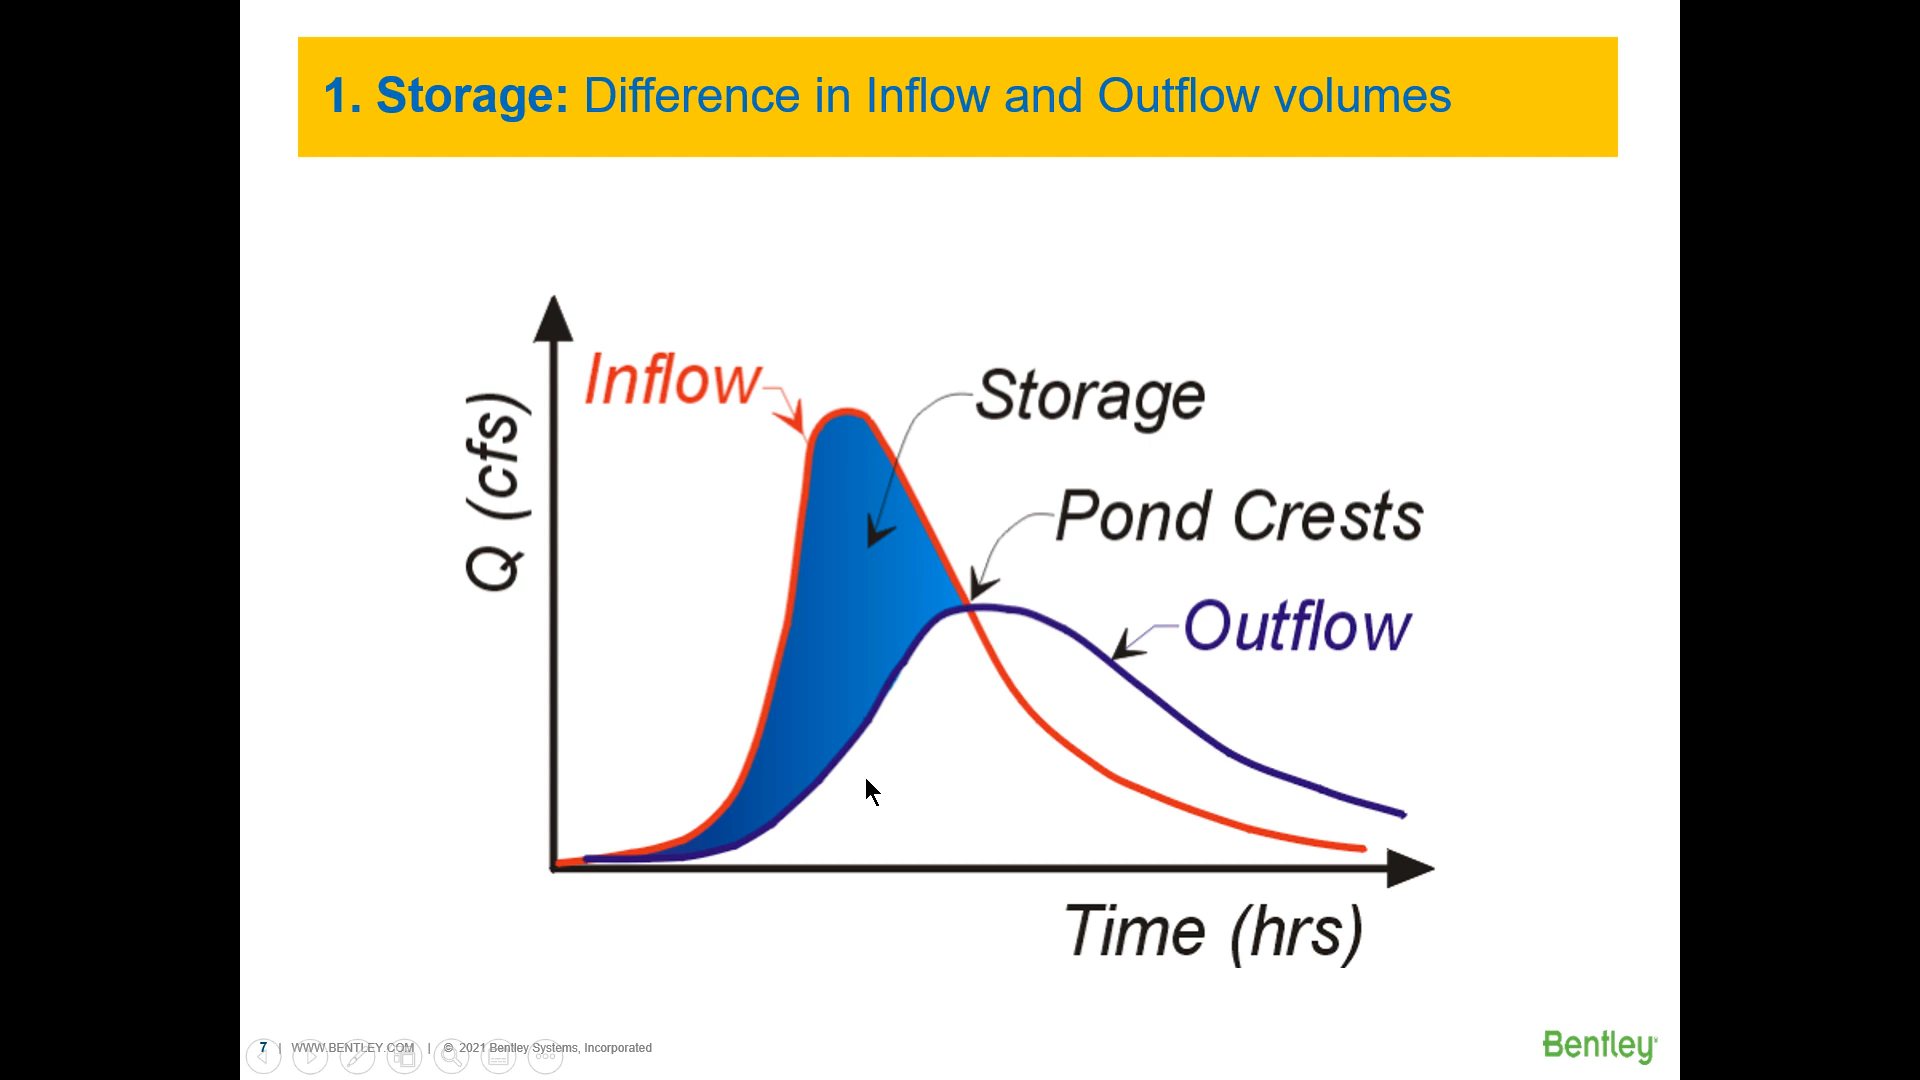 1. Storage: Difference in Inflow and Outflow volumes
Inflow
Storage
Q (cfs)
Pond Crests
Outflow
Time (hrs)
7 | WWW.BENTLEY.COM | © 2021 Bentley Systems, Incorporated
Bentley